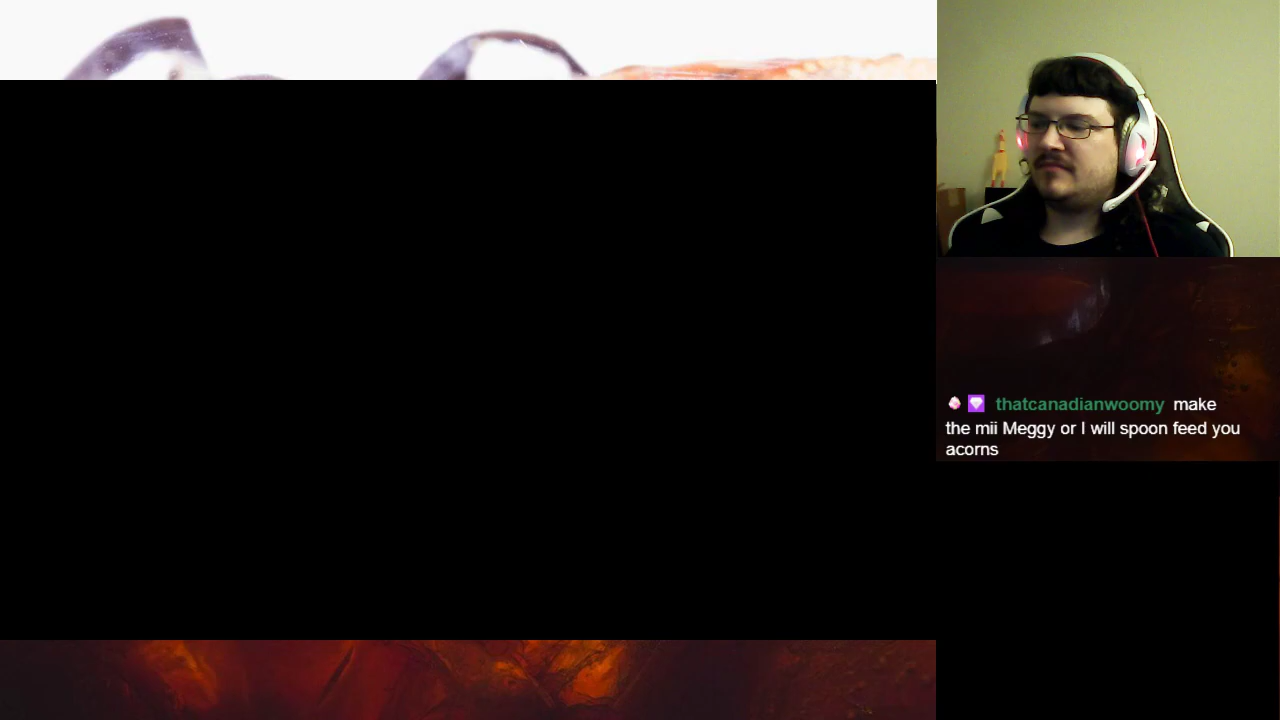 thatcanadianwoomy make
the mii Meggy or I will spoon feed you
acorns